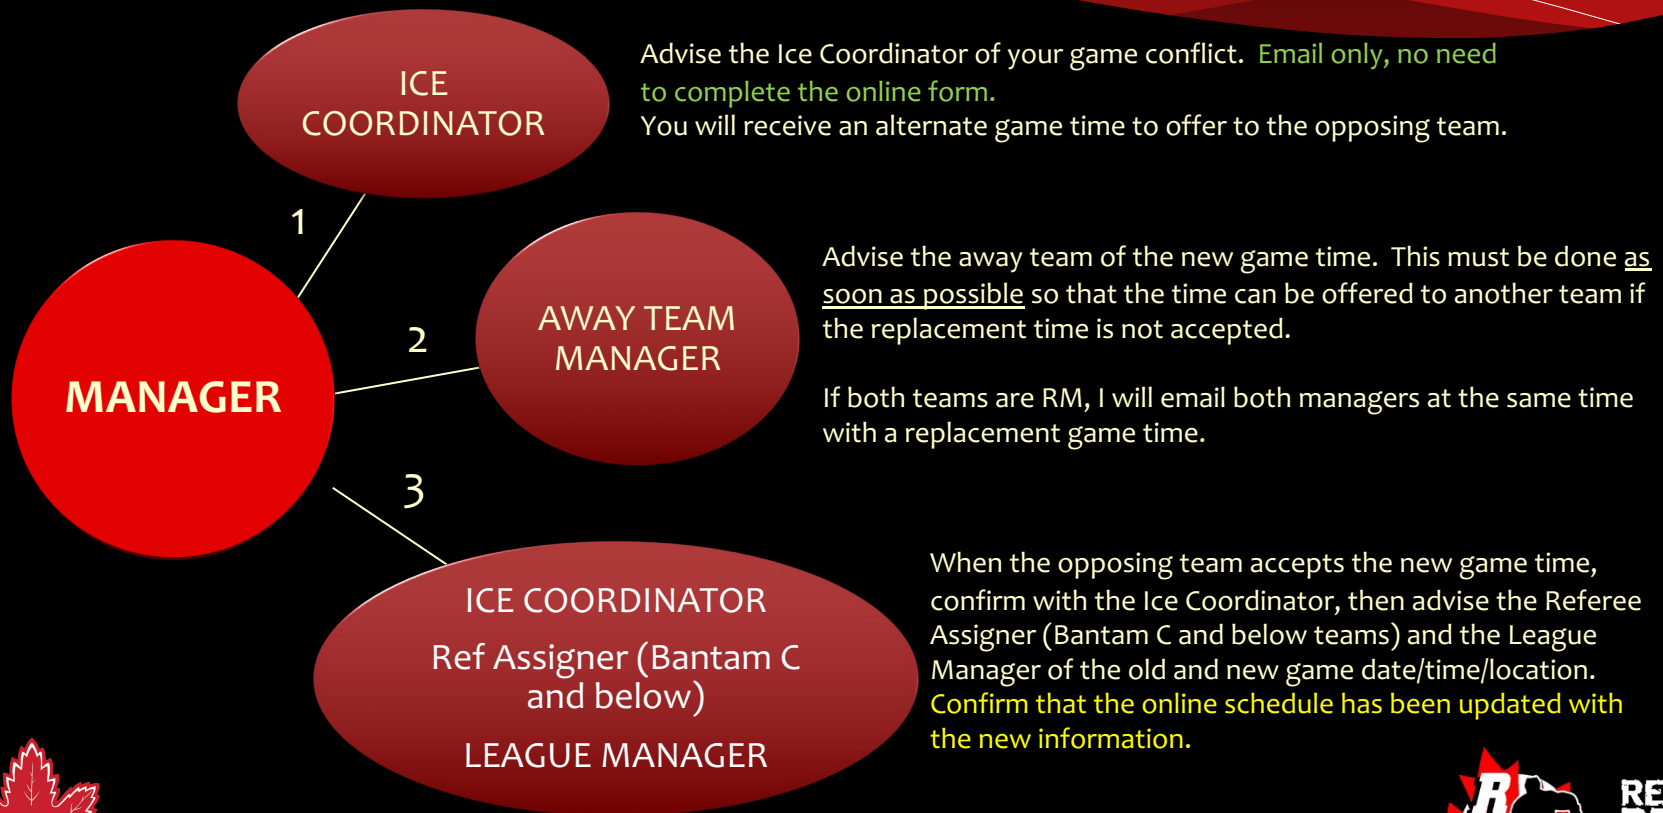 ICE
COORDINATOR
Advise the Ice Coordinator of your game conflict.  Email only, no need
to complete the online form.
You will receive an alternate game time to offer to the opposing team.
1
MANAGER
2
AWAY TEAM
MANAGER
Advise the away team of the new game time.  This must be done as
soon as possible so that the time can be offered to another team if
the replacement time is not accepted.
If both teams are RM, I will email both managers at the same time
with a replacement game time.
3
ICE COORDINATOR
Ref Assigner (Bantam C
and below)
LEAGUE MANAGER
When the opposing team accepts the new game time,
confirm with the Ice Coordinator, then advise the Referee
Assigner (Bantam C and below teams) and the League
Manager of the old and new game date/time/location.
Confirm that the online schedule has been updated with
the new information.
R
RE